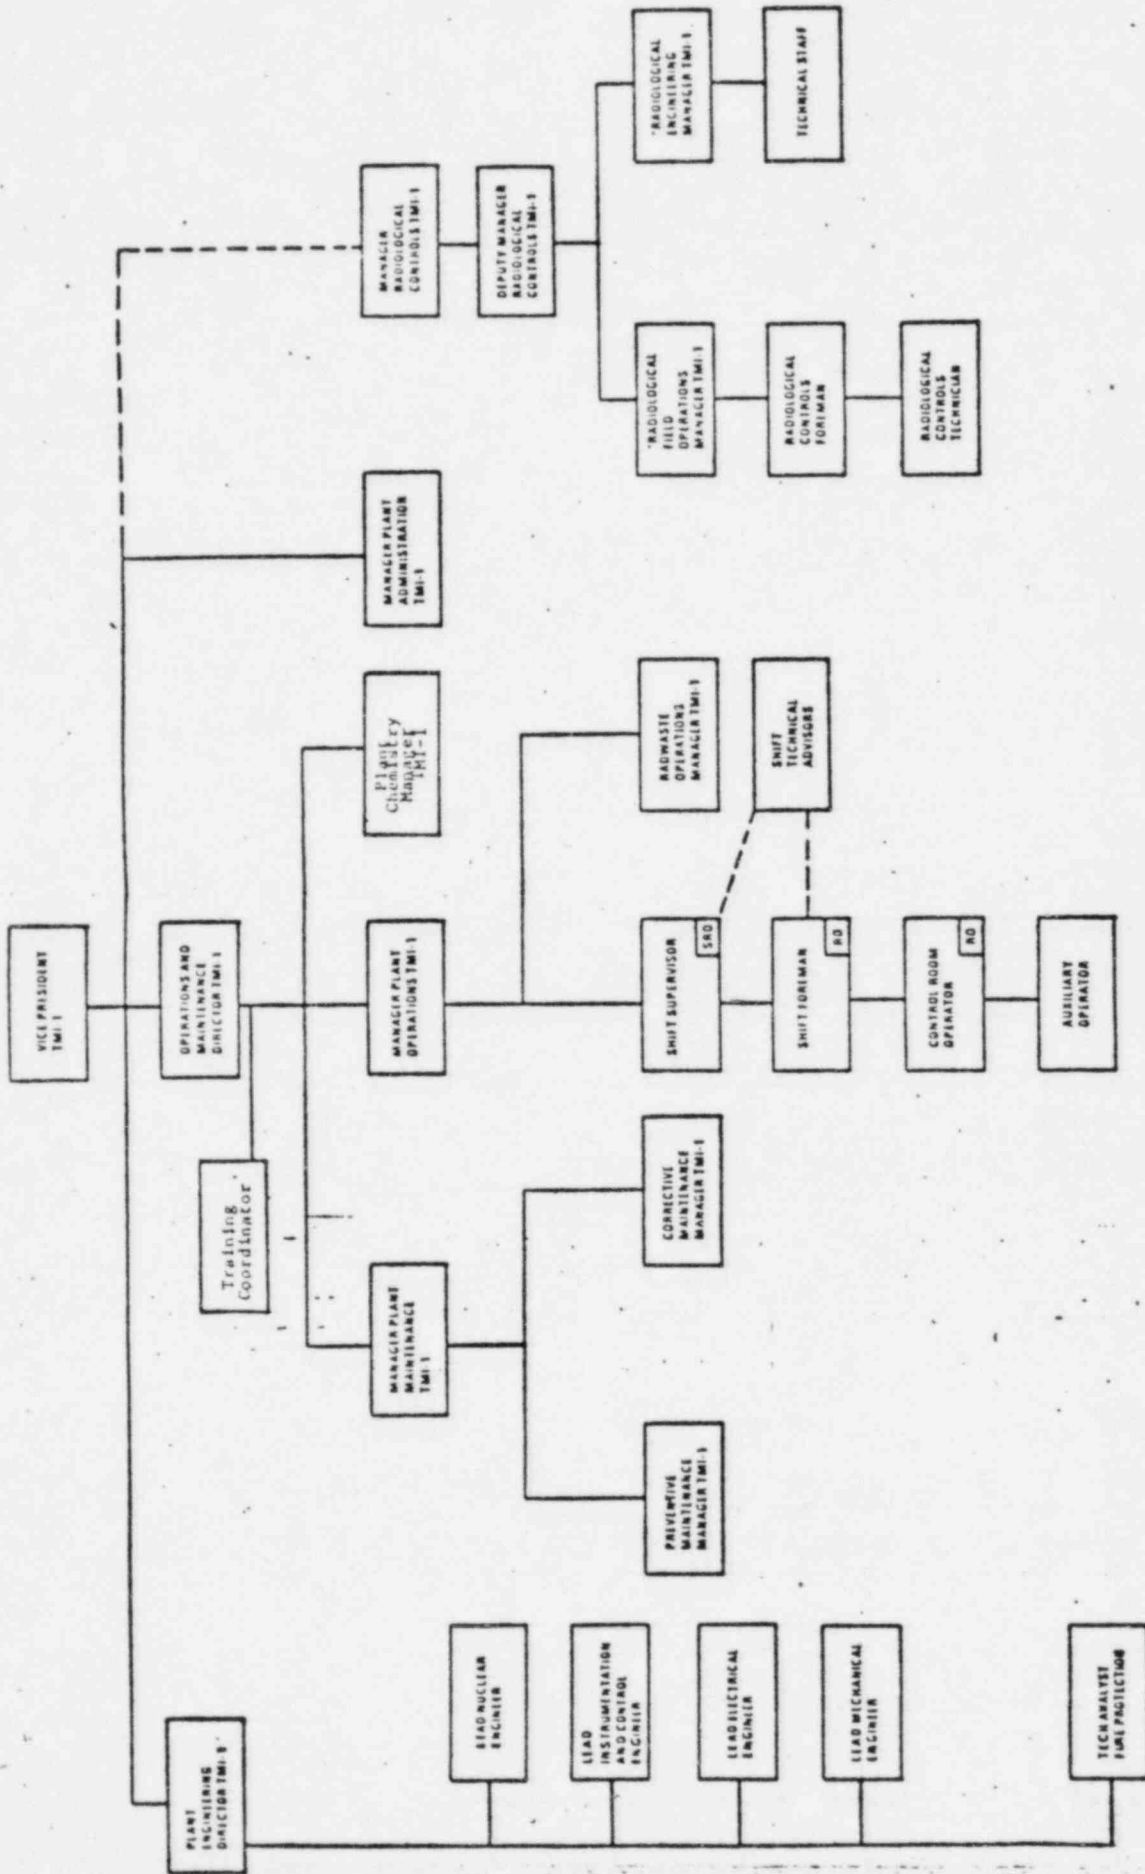 VICE PRESIDENT
TMI-1
PLANT
ENGINEERING
DIRECTOR TMI-1
OPERATIONS AND
MAINTENANCE
DIRECTOR TMI-1
Training
Coordinator
MANAGER PLANT
MAINTENANCE
TMI-1
MANAGER PLANT
OPERATIONS TMI-1
Plant
Chemistry
Manager
TMI-1
MANAGER PLANT
ADMINISTRATION
TMI-1
MANAGER
RADIOLOGICAL
CONTROLS TMI-1
DEPUTY MANAGER
RADIOLOGICAL
CONTROLS TMI-1
LEAD NUCLEAR
ENGINEER
LEAD
INSTRUMENTATION
AND CONTROL
ENGINEER
LEAD ELECTRICAL
ENGINEER
LEAD MECHANICAL
ENGINEER
TECH ANALYST
FIRE PROTECTION
PREVENTIVE
MAINTENANCE
MANAGER TMI-1
CORRECTIVE
MAINTENANCE
MANAGER TMI-1
SHIFT SUPERVISOR
SRO
SHIFT FOREMAN
RO
CONTROL ROOM
OPERATOR
RO
AUXILIARY
OPERATOR
RADWASTE
OPERATIONS
MANAGER TMI-1
SHIFT
TECHNICAL
ADVISORS
*RADIOLOGICAL
FIELD
OPERATIONS
MANAGER TMI-1
RADIOLOGICAL
CONTROLS
FOREMAN
RADIOLOGICAL
CONTROLS
TECHNICIAN
*RADIOLOGICAL
ENGINEERING
MANAGER TMI-1
TECHNICAL STAFF